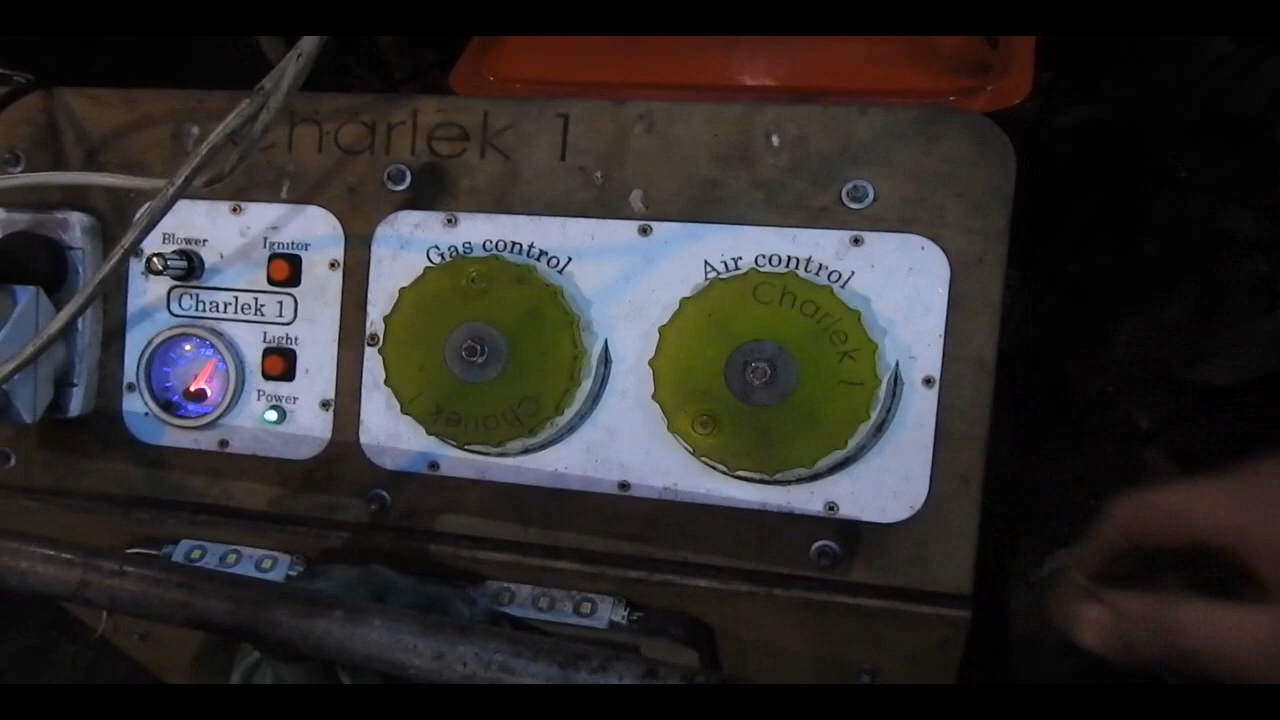 Charlek 1
Blower
Ignitor
Charlek 1
Light
Power
Gas control
Charlek 1
Air control
Charlek 1